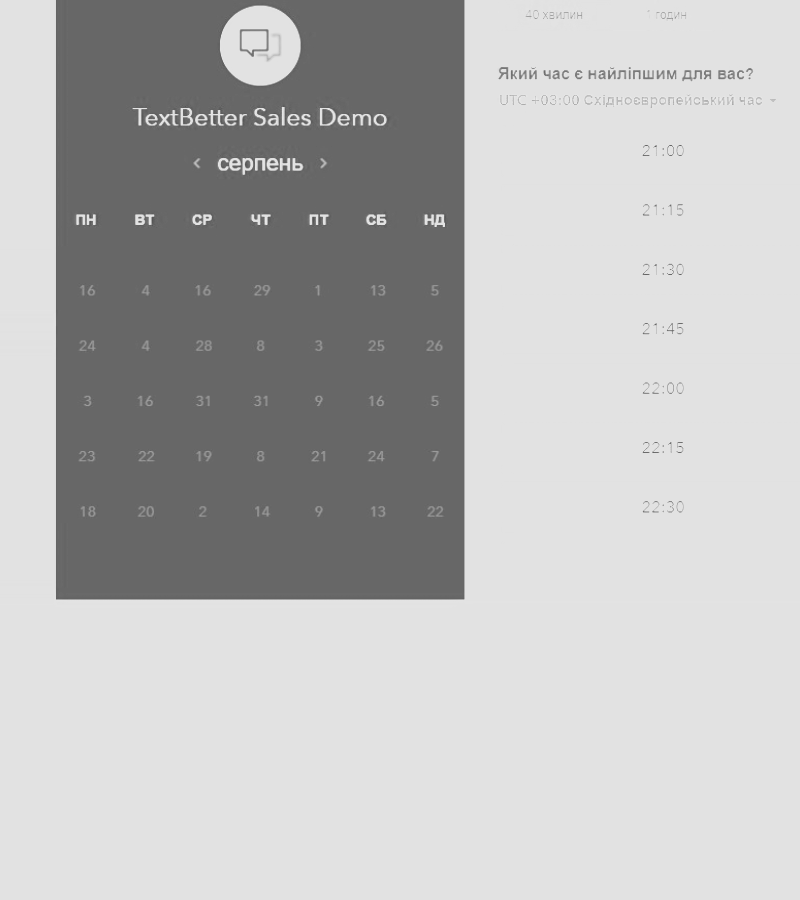 TextBetter Sales Demo
серпень
ПН ВТ СР ЧТ ПТ СБ НД
16 4 16 29 1 13 5
24 4 28 8 3 25 26
3 16 31 31 9 16 5
23 22 19 8 21 24 7
18 20 2 14 9 13 22
40 хвилин 1 годин
Який час є найліпшим для вас?
UTC +03:00 Східноєвропейський час
21:00
21:15
21:30
21:45
22:00
22:15
22:30